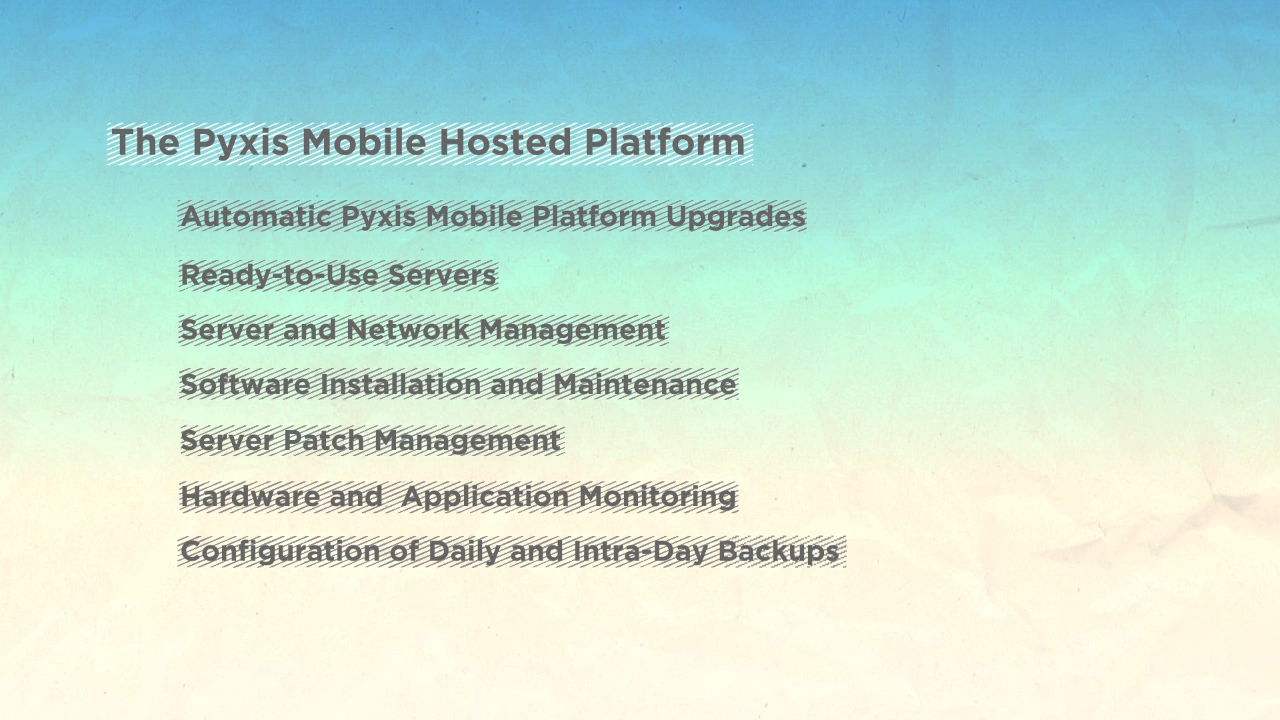 The Pyxis Mobile Hosted Platform
Automatic Pyxis Mobile Platform Upgrades
Ready-to-Use Servers
Server and Network Management
Software Installation and Maintenance
Server Patch Management
Hardware and  Application Monitoring
Configuration of Daily and Intra-Day Backups